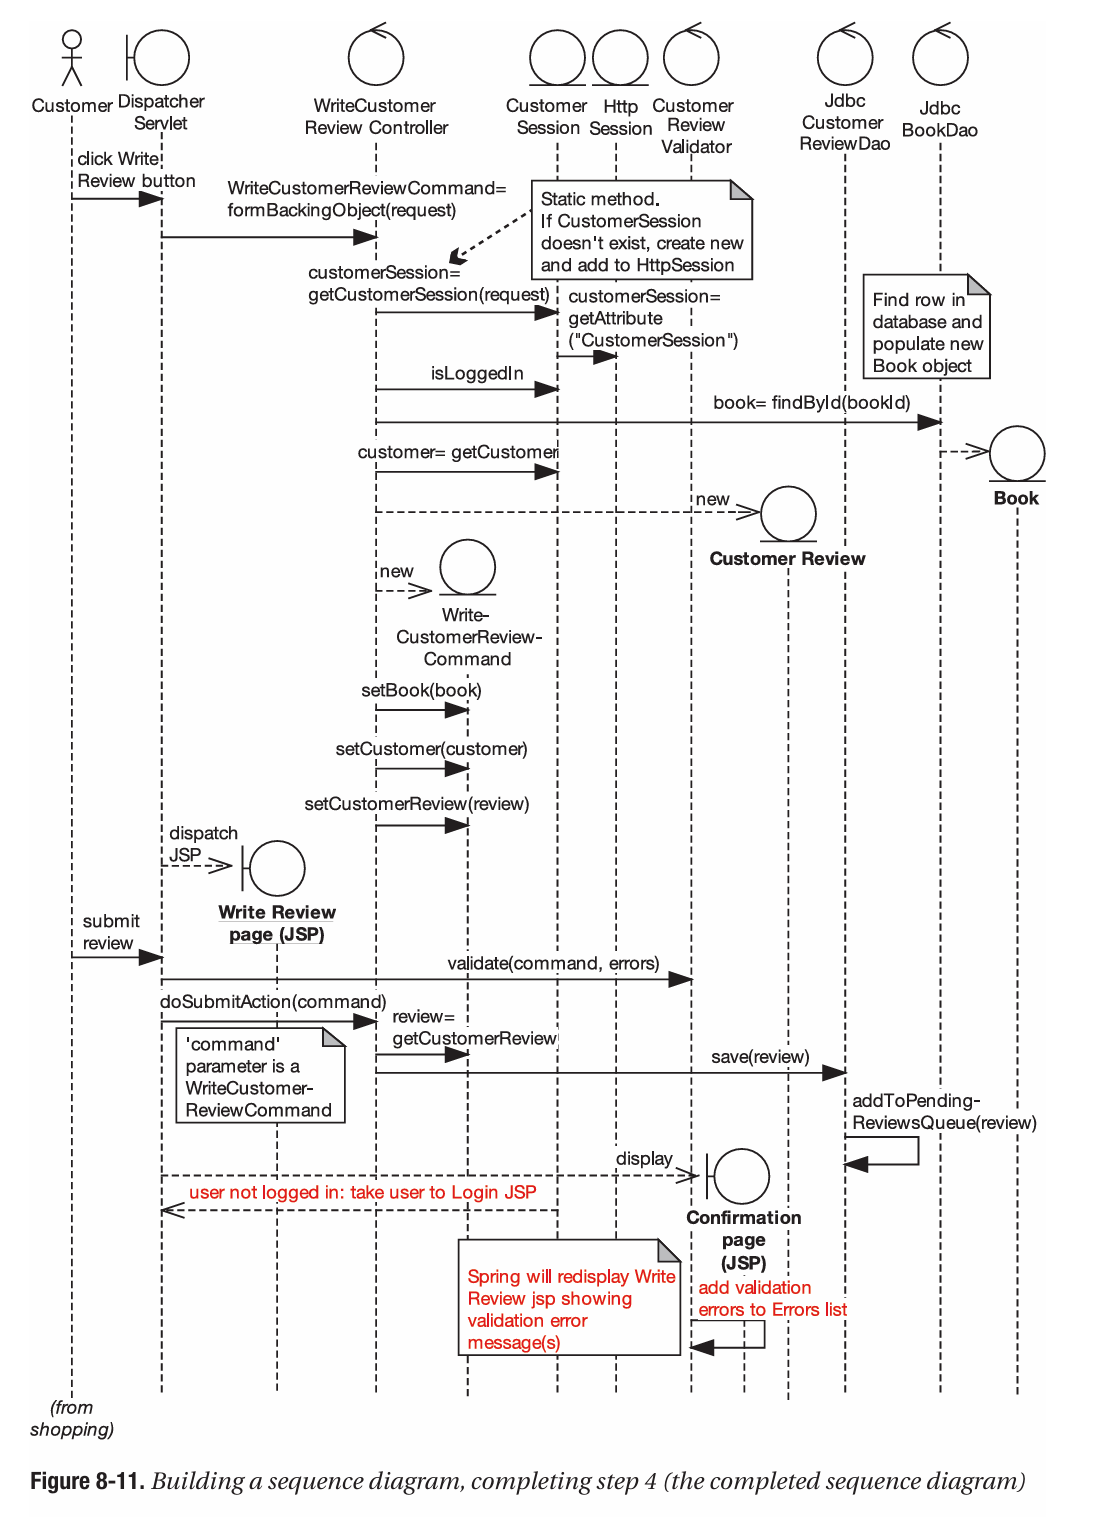 Customer
Dispatcher
Servlet
WriteCustomer
Review Controller
Customer
Session
Http
Session
Customer
Review
Validator
Jdbc
Customer
ReviewDao
Jdbc
BookDao
click Write
Review button
WriteCustomerReviewCommand=
formBackingObject(request)
Static method.
If CustomerSession
doesn't exist, create new
and add to HttpSession
customerSession=
getCustomerSession(request)
customerSession=
getAttribute
("CustomerSession")
Find row in
database and
populate new
Book object
isLoggedIn
book= findById(bookId)
customer= getCustomer
Book
new
Customer Review
new
Write-
CustomerReview-
Command
setBook(book)
setCustomer(customer)
setCustomerReview(review)
dispatch
JSP
Write Review
page (JSP)
submit
review
validate(command, errors)
doSubmitAction(command)
review=
getCustomerReview
'command'
parameter is a
WriteCustomer-
ReviewCommand
save(review)
addToPending-
ReviewsQueue(review)
display
user not logged in: take user to Login JSP
Confirmation
page
(JSP)
Spring will redisplay Write
Review jsp showing
validation error
message(s)
add validation
errors to Errors list
(from
shopping)
Figure 8-11. Building a sequence diagram, completing step 4 (the completed sequence diagram)